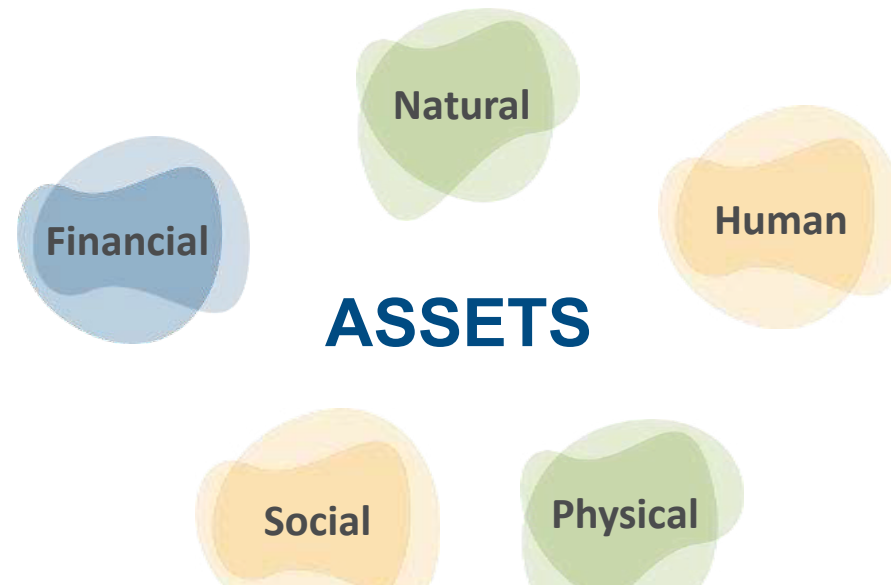 Natural
Human
Financial
ASSETS
Social
Physical